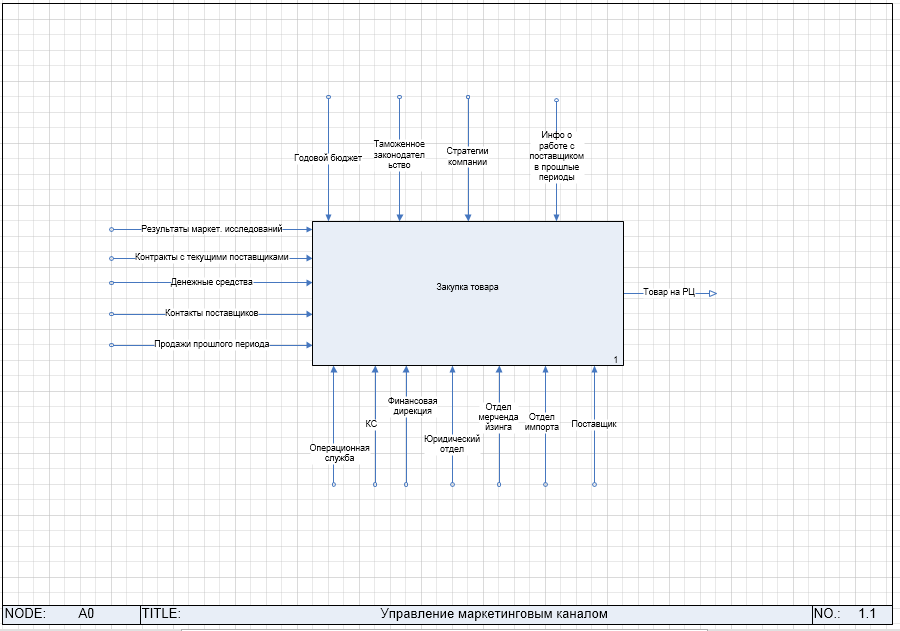 Годовой бюджет
Таможенное
законодател
ьство
Стратегии
компании
Инфо о
работе с
поставщиком
в прошлые
периоды
Результаты маркет. исследований
Контракты с текущими поставщиками
Денежные средства
Контакты поставщиков
Продажи прошлого периода
Закупка товара
1
Товар на РЦ
Операционная
служба
КС
Финансовая
дирекция
Юридический
отдел
Отдел
мерченда
йзинга
Отдел
импорта
Поставщик
NODE: A0
TITLE: Управление маркетинговым каналом
NO.: 1.1